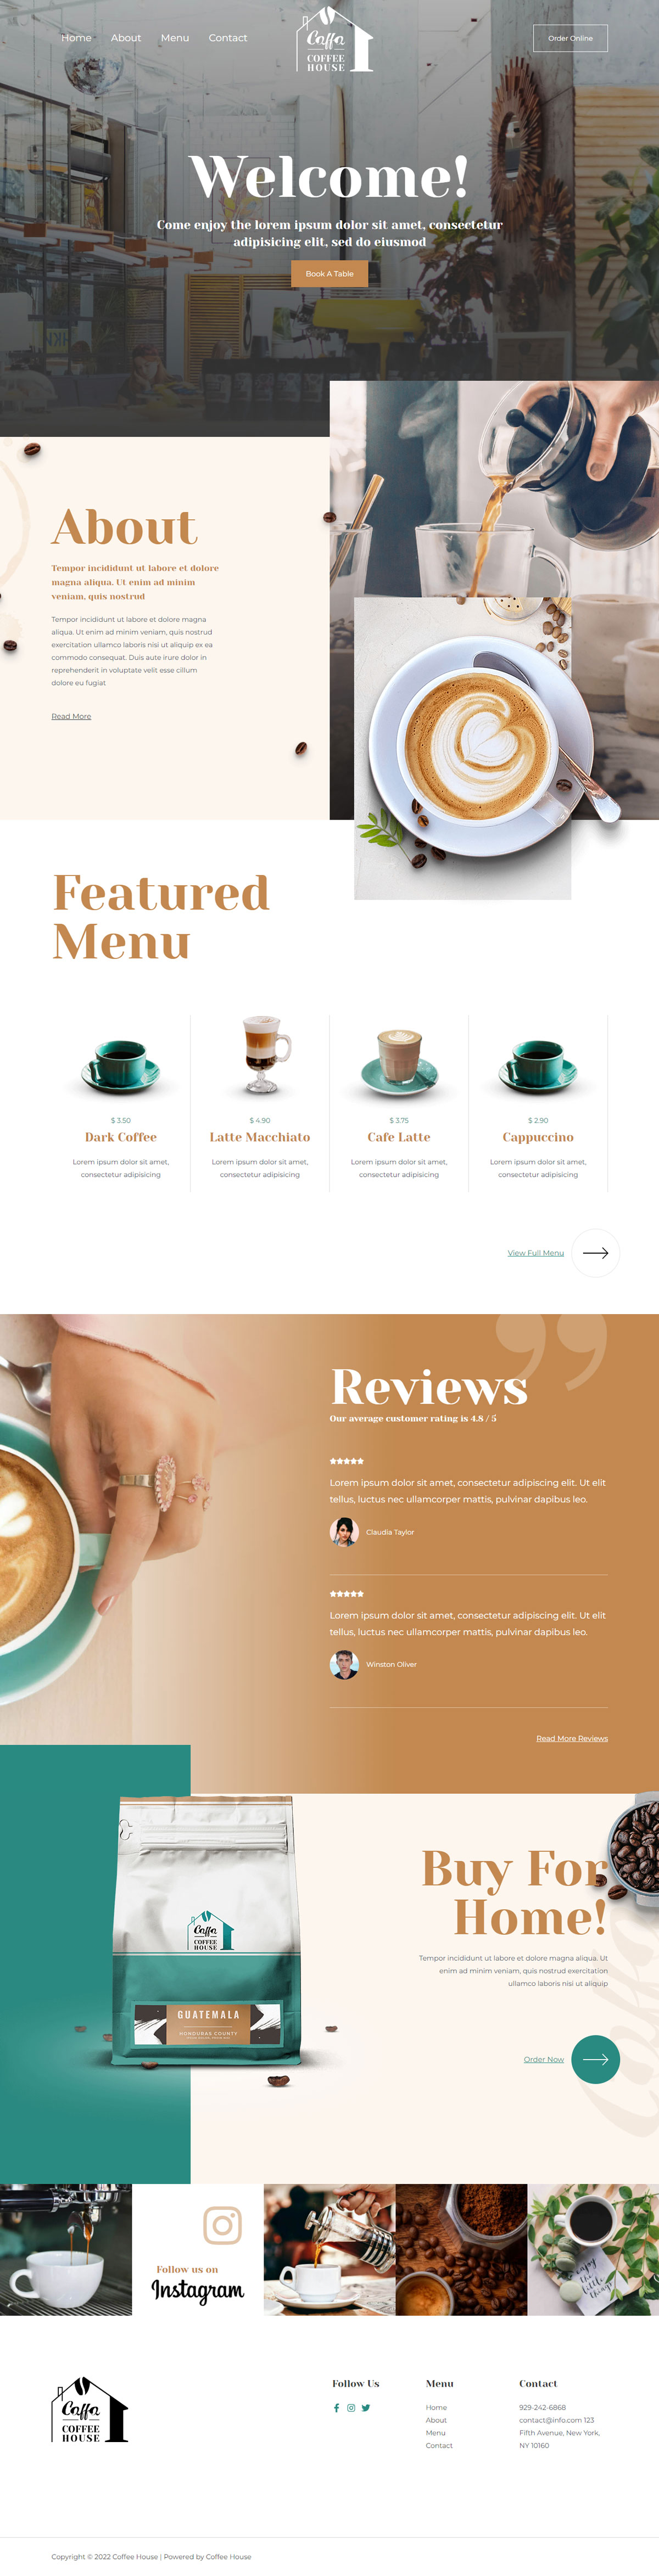 Home About Menu Contact
Caffa
COFFEE
HOUSE
Order Online
Welcome!
Come enjoy the lorem ipsum dolor sit amet, consectetur
adipisicing elit, sed do eiusmod
Book A Table
About
Tempor incididunt ut labore et dolore
magna aliqua. Ut enim ad minim
veniam, quis nostrud
Tempor incididunt ut labore et dolore magna
aliqua. Ut enim ad minim veniam, quis nostrud
exercitation ullamco laboris nisi ut aliquip ex ea
commodo consequat. Duis aute irure dolor in
reprehenderit in voluptate velit esse cillum
dolore eu fugiat
Read More
Featured
Menu
$ 3.50
Dark Coffee
Lorem ipsum dolor sit amet,
consectetur adipisicing
$ 4.90
Latte Macchiato
Lorem ipsum dolor sit amet,
consectetur adipisicing
$ 3.75
Cafe Latte
Lorem ipsum dolor sit amet,
consectetur adipisicing
$ 2.90
Cappuccino
Lorem ipsum dolor sit amet,
consectetur adipisicing
View Full Menu
Reviews
Our average customer rating is 4.8 / 5
Lorem ipsum dolor sit amet, consectetur adipiscing elit. Ut elit
tellus, luctus nec ullamcorper mattis, pulvinar dapibus leo.
Claudia Taylor
Lorem ipsum dolor sit amet, consectetur adipiscing elit. Ut elit
tellus, luctus nec ullamcorper mattis, pulvinar dapibus leo.
Winston Oliver
Read More Reviews
Caffa
COFFEE
HOUSE
GUATEMALA
HONDURAS COUNTY
Buy For
Home!
Tempor incididunt ut labore et dolore magna aliqua. Ut
enim ad minim veniam, quis nostrud exercitation
ullamco laboris nisi ut aliquip
Order Now
Follow us on
Instagram
enjoy
the
little
things
Caffa
COFFEE
HOUSE
Follow Us
Menu
Home
About
Menu
Contact
Contact
929-242-6868
contact@info.com 123
Fifth Avenue, New York,
NY 10160
Copyright © 2022 Coffee House | Powered by Coffee House